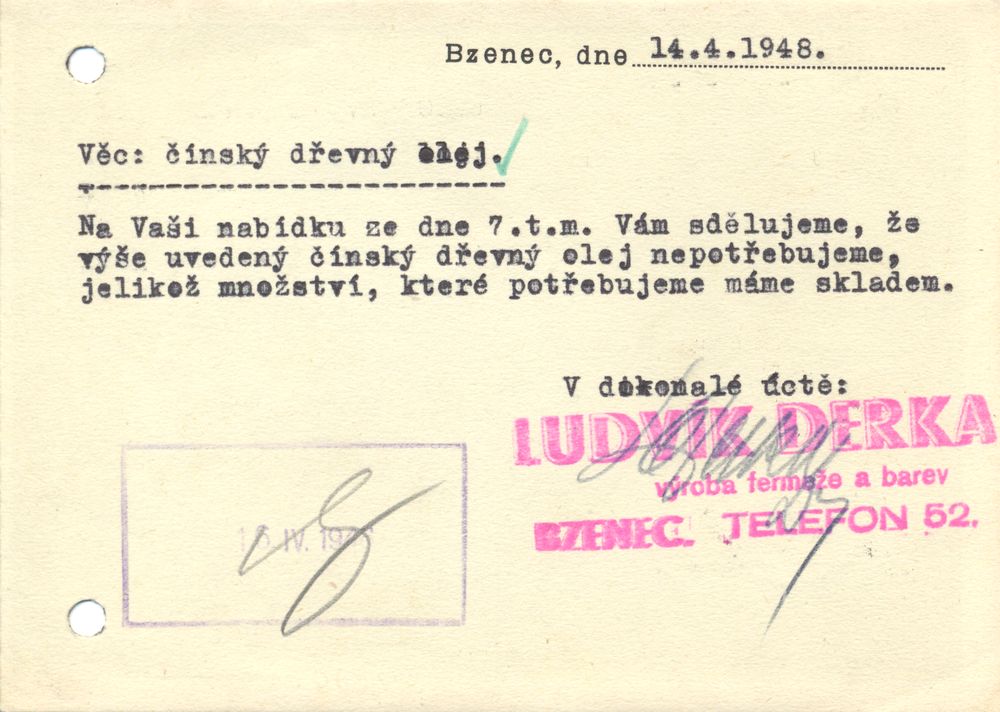 Bzenec, dne 14.4.1948.
Věc: čínský dřevný olej.
Na Vaši nabídku ze dne 7.t.m. Vám sdělujeme, že
výše uvedený čínský dřevný olej nepotřebujeme,
jelikož množství, které potřebujeme máme skladem.
V dokonalé úctě:
LUDVÍK DERKA
výroba fermeže a barev
BZENEC. TELEFON 52.
IV.